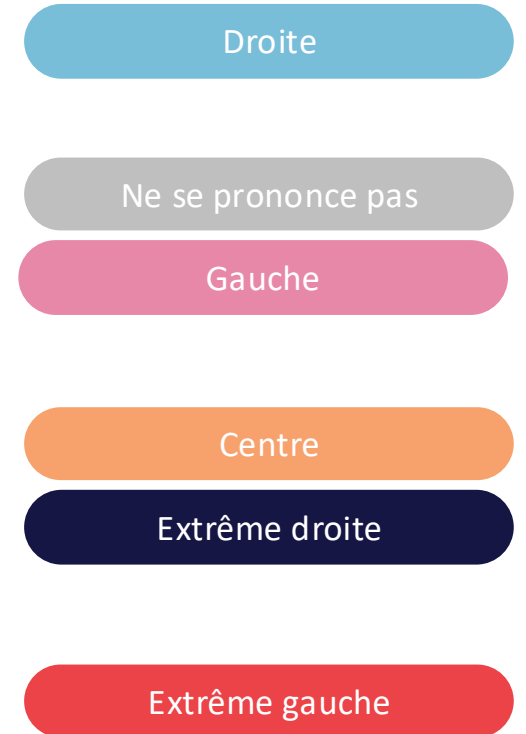 Droite
Ne se prononce pas
Gauche
Centre
Extrême droite
Extrême gauche